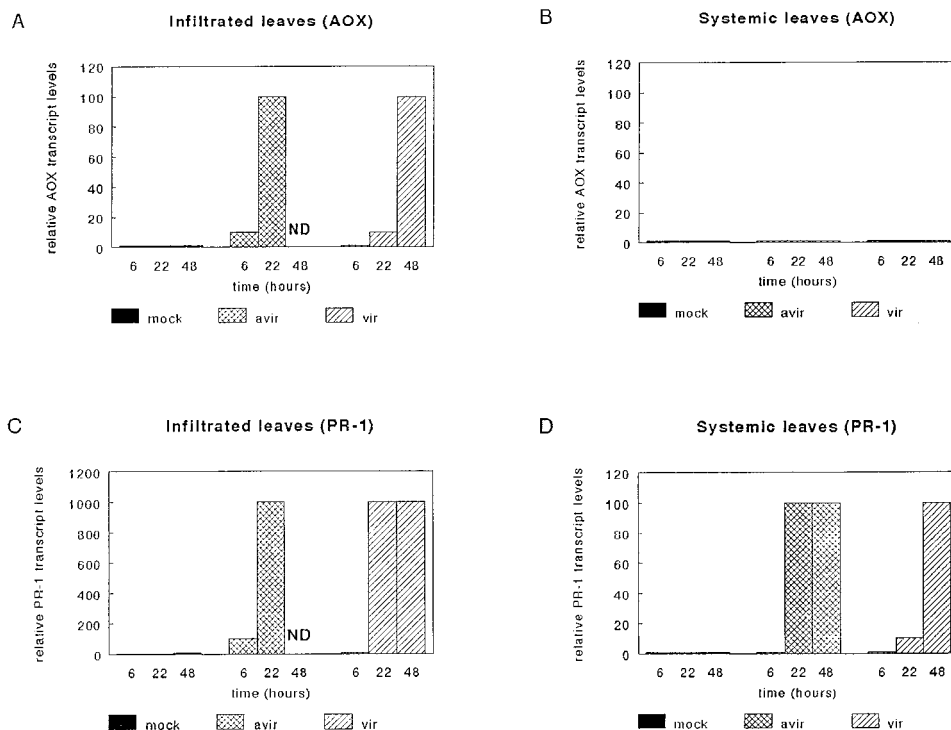 A
Infiltrated leaves (AOX)
relative AOX transcript levels
120
100
80
60
40
20
0
ND
6 22 48 6 22 48 6 22 48
time (hours)
mock avir vir
B
Systemic leaves (AOX)
relative AOX transcript levels
120
100
80
60
40
20
0
6 22 48 6 22 48 6 22 48
time (hours)
mock avir vir
C
Infiltrated leaves (PR-1)
relative PR-1 transcript levels
1200
1000
800
600
400
200
0
ND
6 22 48 6 22 48 6 22 48
time (hours)
mock avir vir
D
Systemic leaves (PR-1)
relative PR-1 transcript levels
120
100
80
60
40
20
0
6 22 48 6 22 48 6 22 48
time (hours)
mock avir vir